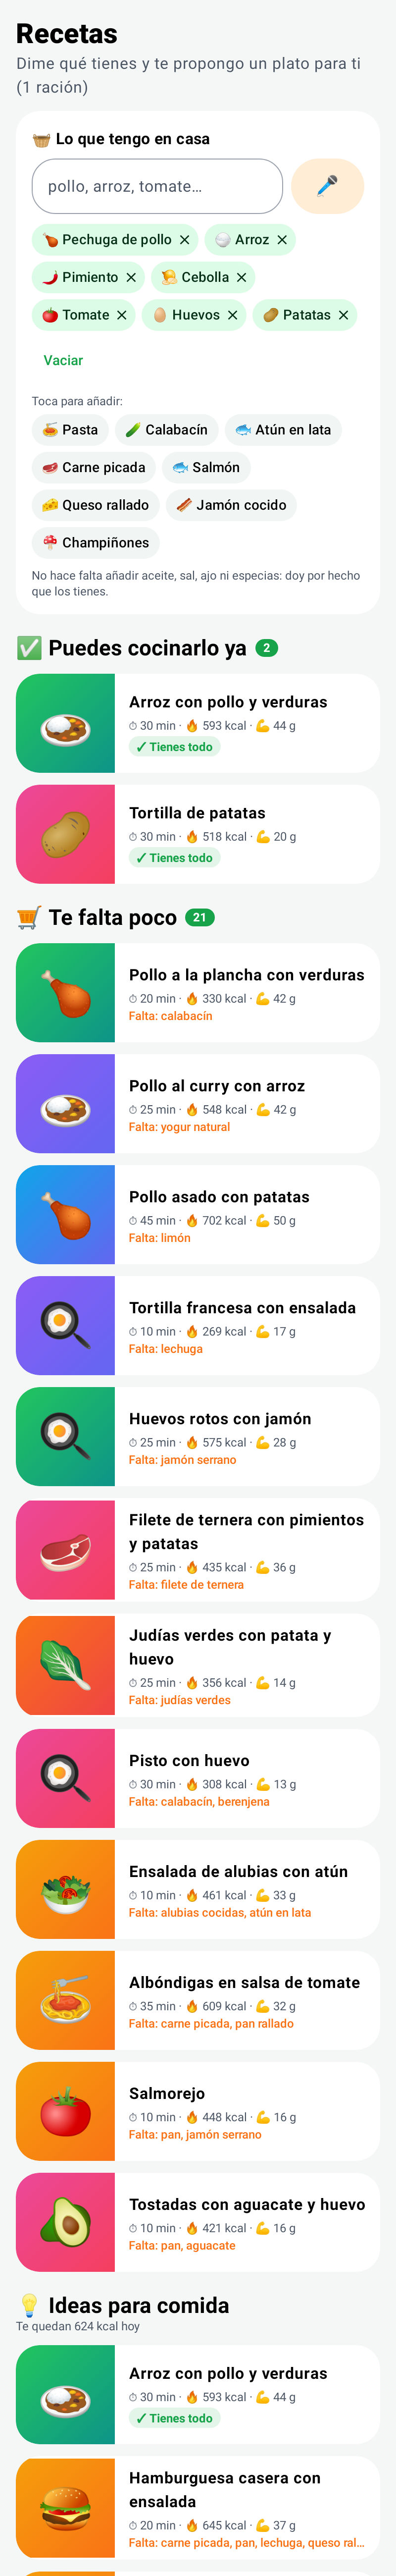 Recetas
Dime qué tienes y te propongo un plato para ti
(1 ración)
🧺 Lo que tengo en casa
pollo, arroz, tomate…
🍗 Pechuga de pollo ✕ 🍚 Arroz ✕
🌶️ Pimiento ✕ 🧅 Cebolla ✕
🍅 Tomate ✕ 🥚 Huevos ✕ 🥔 Patatas ✕
Vaciar
Toca para añadir:
🍝 Pasta 🥒 Calabacín 🐟 Atún en lata
🥩 Carne picada 🐟 Salmón
🧀 Queso rallado 🥓 Jamón cocido
🍄 Champiñones
No hace falta añadir aceite, sal, ajo ni especias: doy por hecho
que los tienes.
✅ Puedes cocinarlo ya 2
Arroz con pollo y verduras
⏱ 30 min · 🔥 593 kcal · 💪 44 g
✓ Tienes todo
Tortilla de patatas
⏱ 30 min · 🔥 518 kcal · 💪 20 g
✓ Tienes todo
🛒 Te falta poco 21
Pollo a la plancha con verduras
⏱ 20 min · 🔥 330 kcal · 💪 42 g
Falta: calabacín
Pollo al curry con arroz
⏱ 25 min · 🔥 548 kcal · 💪 42 g
Falta: yogur natural
Pollo asado con patatas
⏱ 45 min · 🔥 702 kcal · 💪 50 g
Falta: limón
Tortilla francesa con ensalada
⏱ 10 min · 🔥 269 kcal · 💪 17 g
Falta: lechuga
Huevos rotos con jamón
⏱ 25 min · 🔥 575 kcal · 💪 28 g
Falta: jamón serrano
Filete de ternera con pimientos
y patatas
⏱ 25 min · 🔥 435 kcal · 💪 36 g
Falta: filete de ternera
Judías verdes con patata y
huevo
⏱ 25 min · 🔥 356 kcal · 💪 14 g
Falta: judías verdes
Pisto con huevo
⏱ 30 min · 🔥 308 kcal · 💪 13 g
Falta: calabacín, berenjena
Ensalada de alubias con atún
⏱ 10 min · 🔥 461 kcal · 💪 33 g
Falta: alubias cocidas, atún en lata
Albóndigas en salsa de tomate
⏱ 35 min · 🔥 609 kcal · 💪 32 g
Falta: carne picada, pan rallado
Salmorejo
⏱ 10 min · 🔥 448 kcal · 💪 16 g
Falta: pan, jamón serrano
Tostadas con aguacate y huevo
⏱ 10 min · 🔥 421 kcal · 💪 16 g
Falta: pan, aguacate
💡 Ideas para comida
Te quedan 624 kcal hoy
Arroz con pollo y verduras
⏱ 30 min · 🔥 593 kcal · 💪 44 g
✓ Tienes todo
Hamburguesa casera con
ensalada
⏱ 20 min · 🔥 645 kcal · 💪 37 g
Falta: carne picada, pan, lechuga, queso ral…